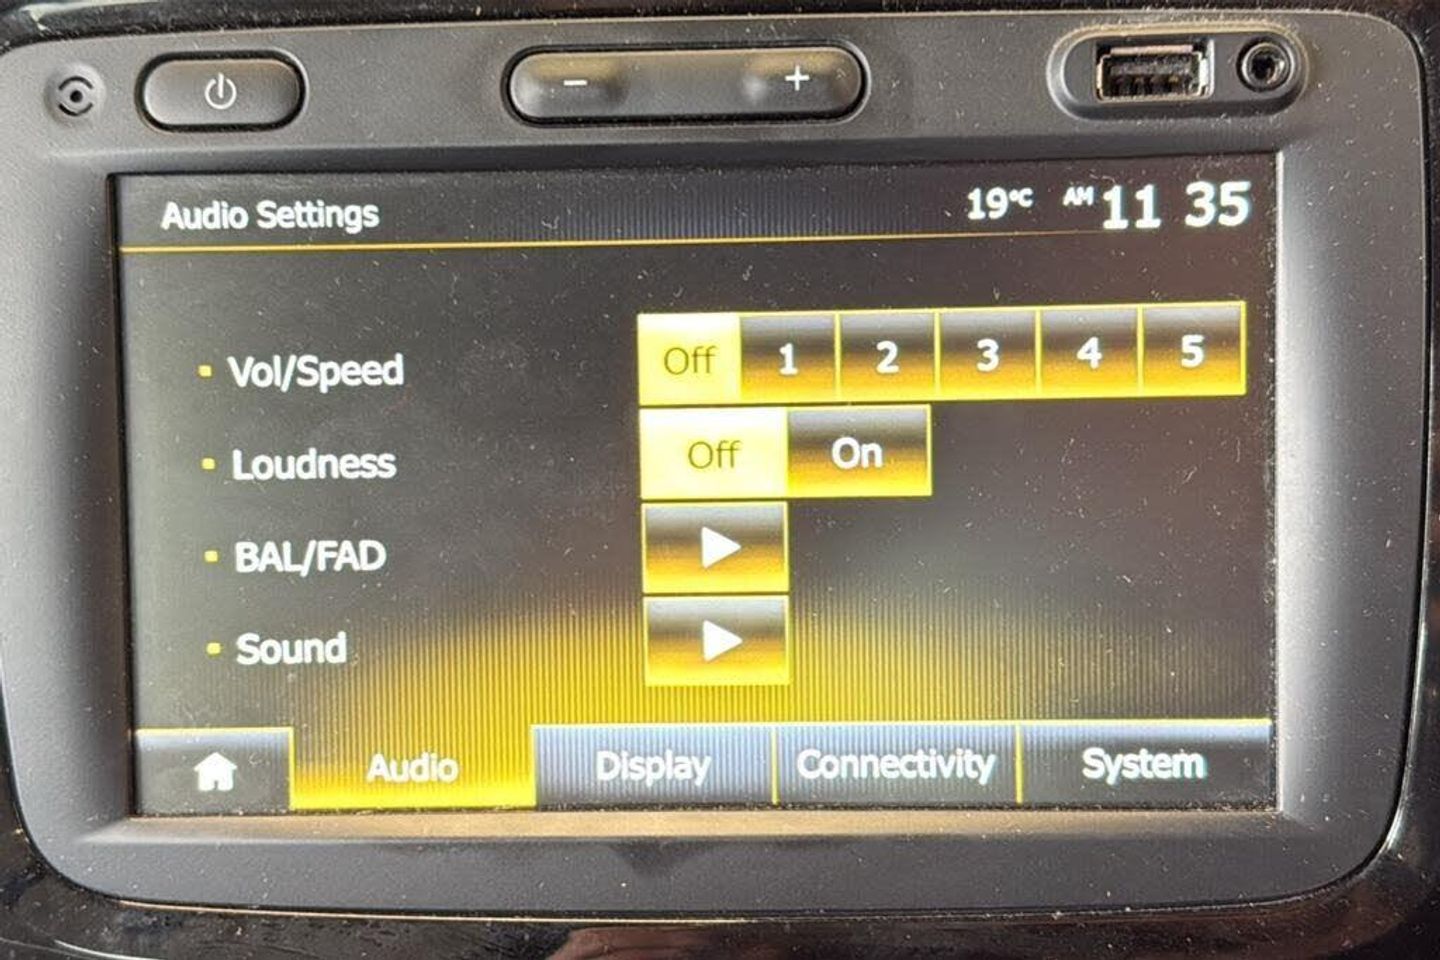 Audio Settings 19°C AM 11 35
Vol/Speed Off 1 2 3 4 5
Loudness Off On
BAL/FAD
Sound
Audio Display Connectivity System